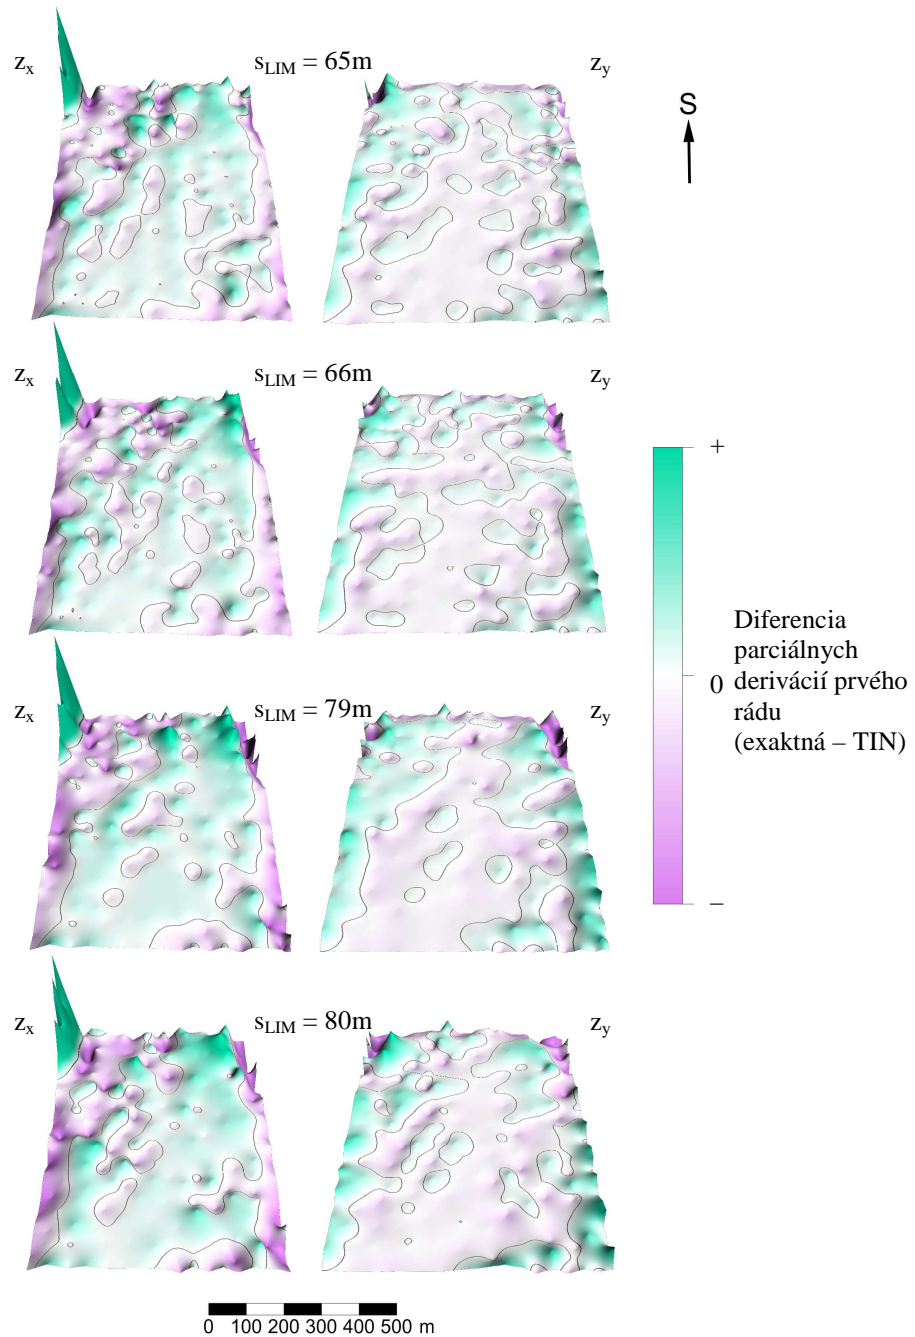 z_x s_LIM = 65m z_y
S
z_x s_LIM = 66m z_y
+
Diferencia
parciálnych
0 derivácií prvého
rádu
(exaktná – TIN)
–
z_x s_LIM = 79m z_y
z_x s_LIM = 80m z_y
0 100 200 300 400 500 m